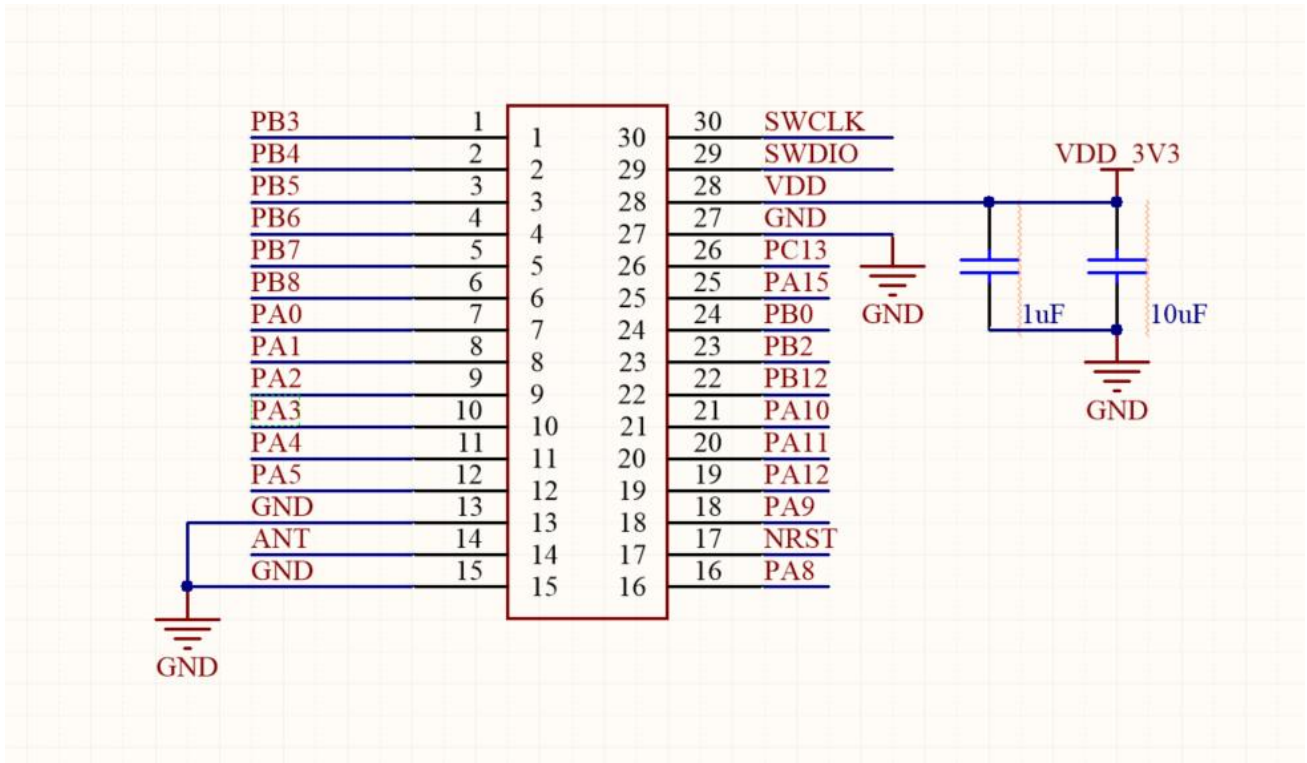 PB3 1 1 30 30 SWCLK
PB4 2 2 29 29 SWDIO VDD_3V3
PB5 3 3 28 28 VDD
PB6 4 4 27 27 GND
PB7 5 5 26 26 PC13
PB8 6 6 25 25 PA15
PA0 7 7 24 24 PB0 GND 1uF 10uF
PA1 8 8 23 23 PB2
PA2 9 9 22 22 PB12
PA3 10 10 21 21 PA10 GND
PA4 11 11 20 20 PA11
PA5 12 12 19 19 PA12
GND 13 13 18 18 PA9
ANT 14 14 17 17 NRST
GND 15 15 16 16 PA8
GND